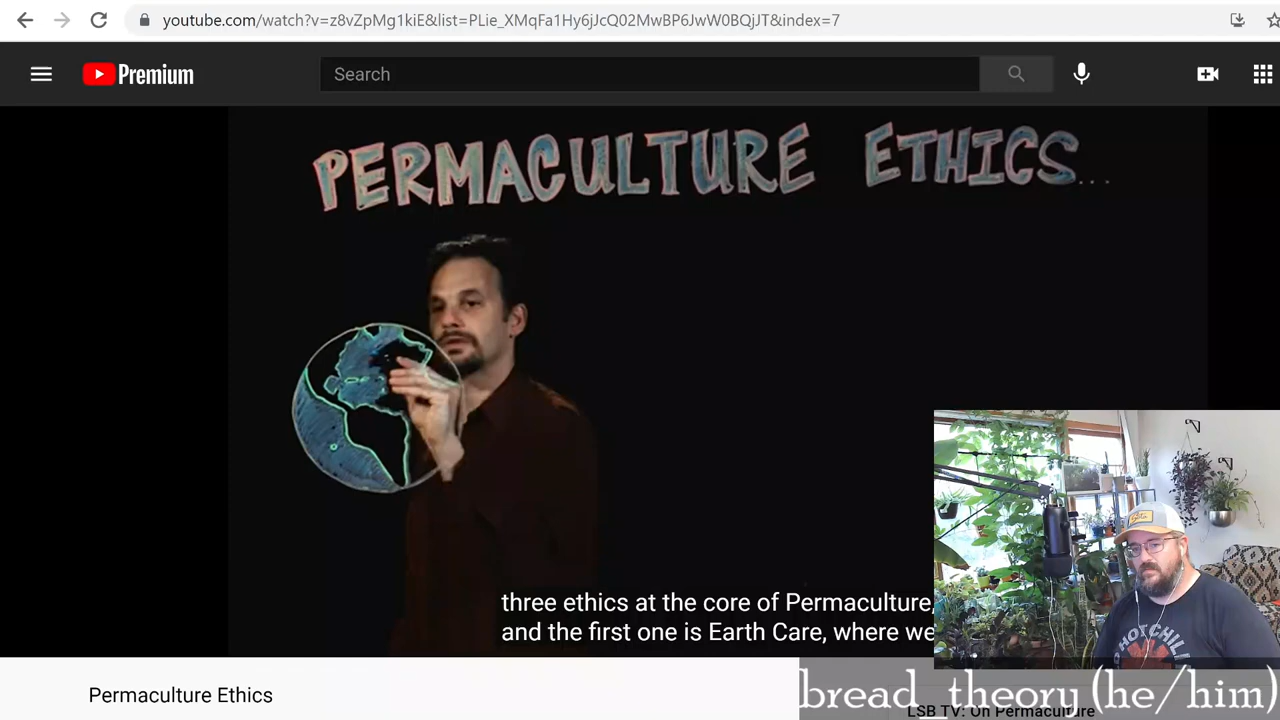 youtube.com/watch?v=z8vZpMg1kiE&list=PLie_XMqFa1Hy6jJcQ02MwBP6JwW0BQjJT&index=7
Premium
Search
PERMACULTURE ETHICS...
three ethics at the core of Permaculture,
and the first one is Earth Care, where we
HOTCHILI
bread_theory (he/him)
Permaculture Ethics
LSB TV: On Permaculture